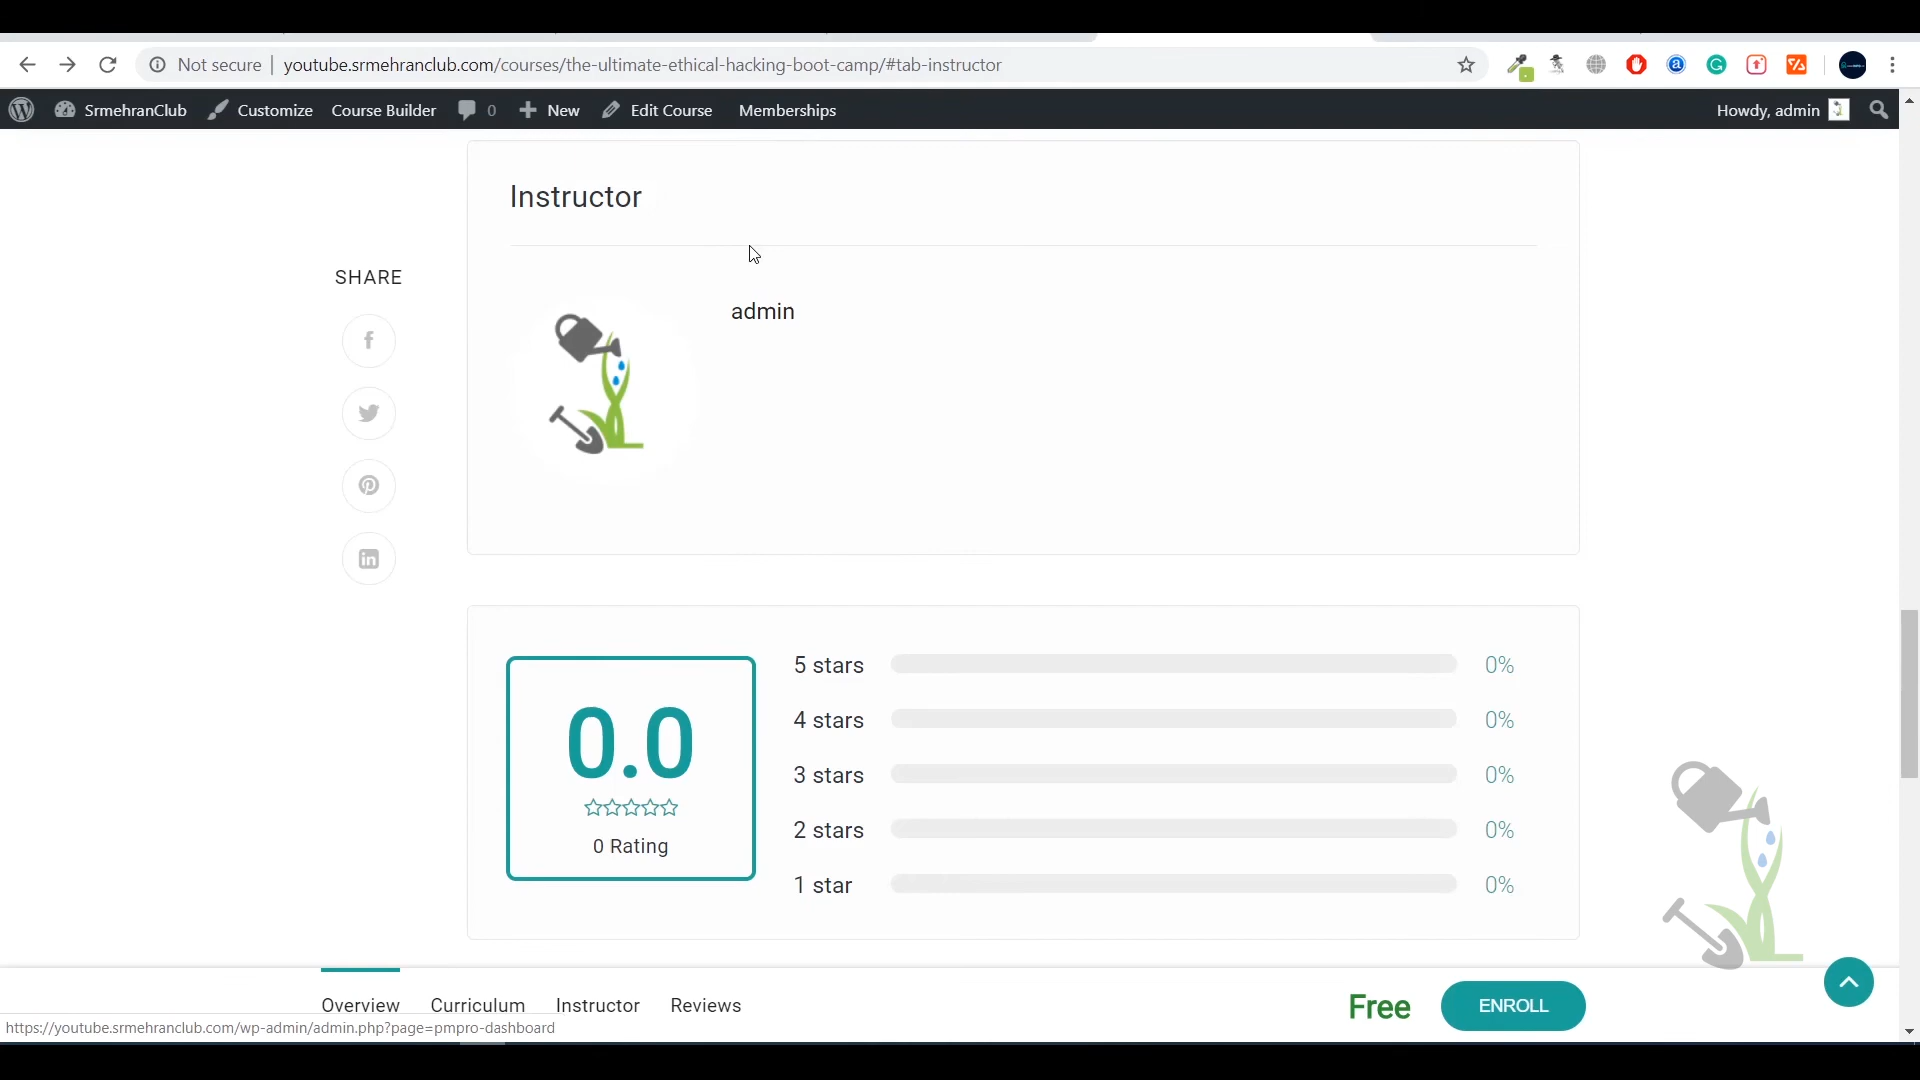 Not secure | youtube.srmehranclub.com/courses/the-ultimate-ethical-hacking-boot-camp/#tab-instructor
SrmehranClub Customize Course Builder 0 New Edit Course Memberships Howdy, admin
Instructor
SHARE
admin
5 stars 0%
4 stars 0%
3 stars 0%
2 stars 0%
1 star 0%
0.0
0 Rating
Overview Curriculum Instructor Reviews Free ENROLL
https://youtube.srmehranclub.com/wp-admin/admin.php?page=pmpro-dashboard